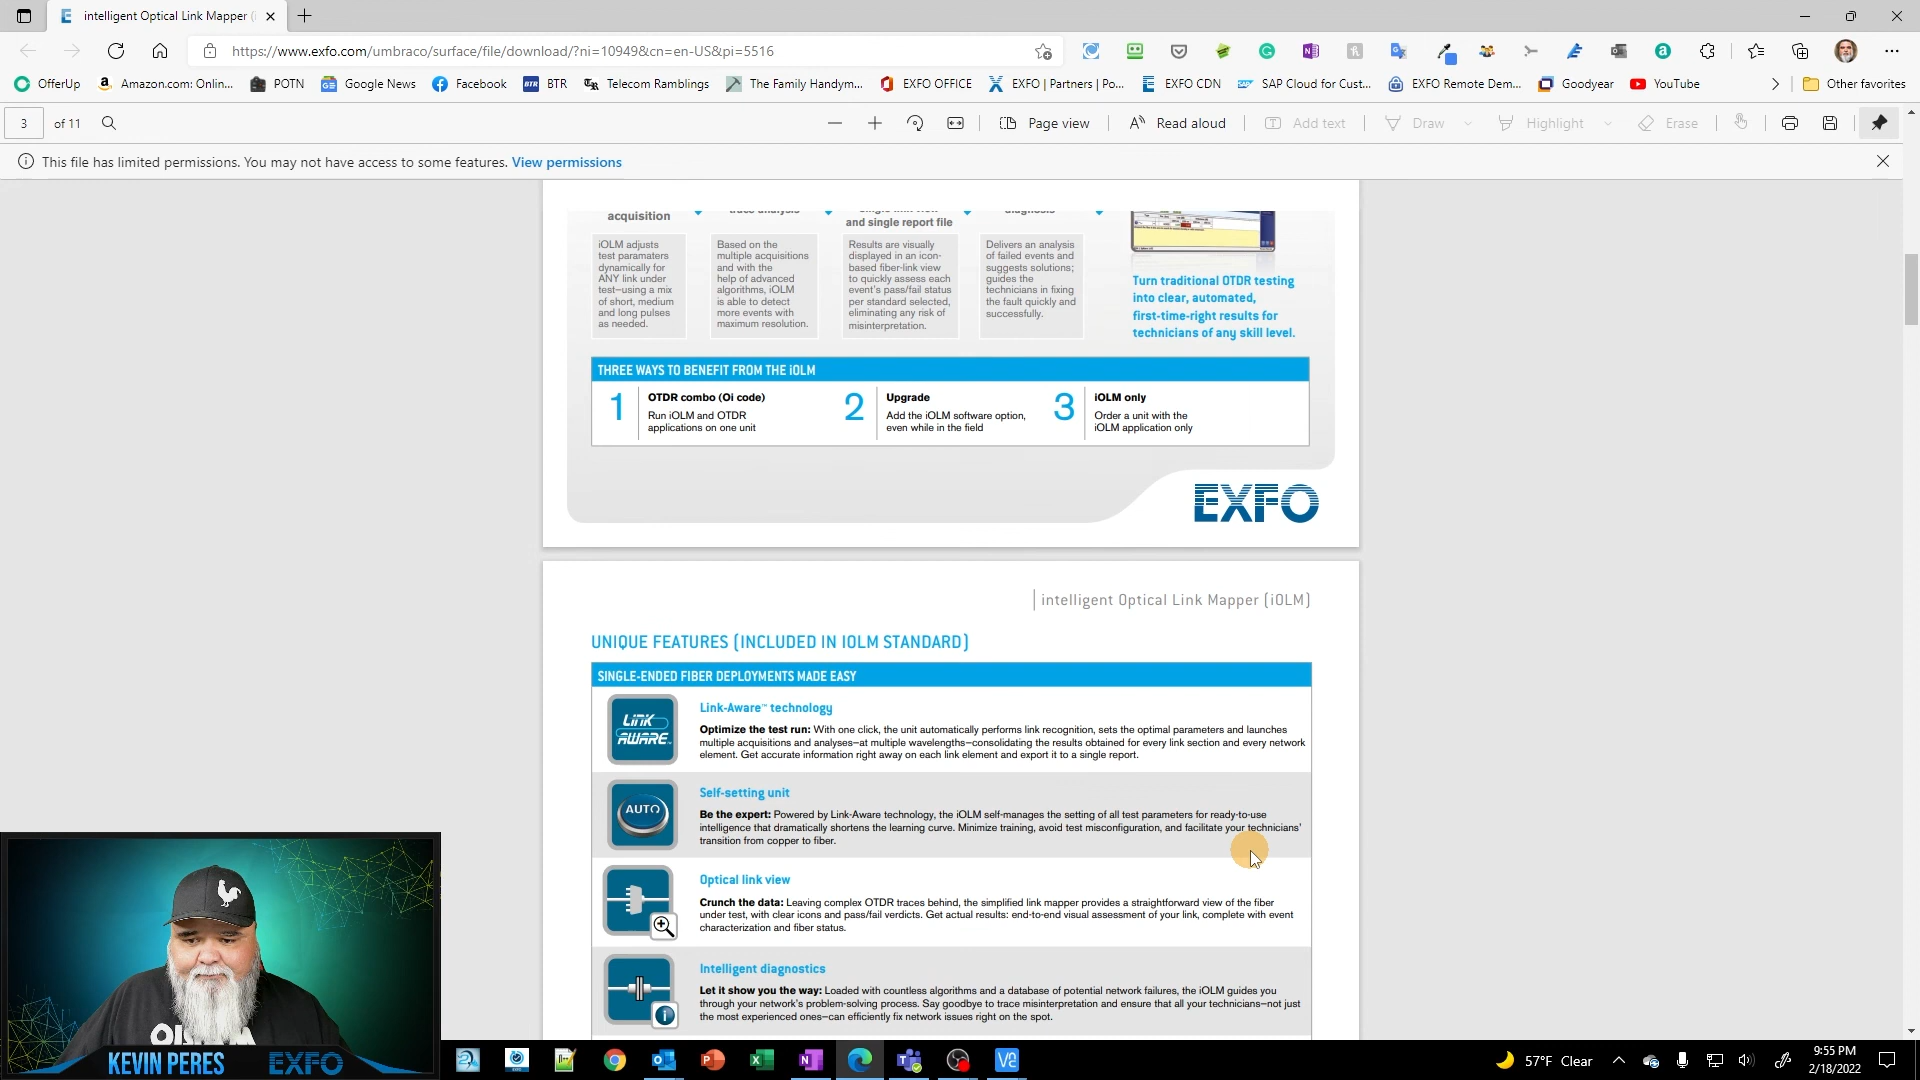 intelligent Optical Link Mapper (i
https://www.exfo.com/umbraco/surface/file/download/?ni=10949&cn=en-US&pi=5516
OfferUp
Amazon.com: Onlin...
POTN
Google News
Facebook
BTR
Telecom Ramblings
The Family Handym...
EXFO OFFICE
EXFO | Partners | Po...
EXFO CDN
SAP Cloud for Cust...
EXFO Remote Dem...
Goodyear
YouTube
Other favorites
3 of 11
Page view
Read aloud
Add text
Draw
Highlight
Erase
This file has limited permissions. You may not have access to some features. View permissions
acquisition
and single report file
iOLM adjusts
test paramaters
dynamically for
ANY link under
test–using a mix
of short, medium
and long pulses
as needed.
Based on the
multiple acquisitions
and with the
help of advanced
algorithms, iOLM
is able to detect
more events with
maximum resolution.
Results are visually
displayed in an icon-
based fiber-link view
to quickly assess each
event's pass/fail status
per standard selected,
eliminating any risk of
misinterpretation.
Delivers an analysis
of failed events and
suggests solutions;
guides the
technicians in fixing
the fault quickly and
successfully.
Turn traditional OTDR testing
into clear, automated,
first-time-right results for
technicians of any skill level.
THREE WAYS TO BENEFIT FROM THE iOLM
1
OTDR combo (Oi code)
Run iOLM and OTDR
applications on one unit
2
Upgrade
Add the iOLM software option,
even while in the field
3
iOLM only
Order a unit with the
iOLM application only
EXFO
intelligent Optical Link Mapper (iOLM)
UNIQUE FEATURES (INCLUDED IN IOLM STANDARD)
SINGLE-ENDED FIBER DEPLOYMENTS MADE EASY
LINK
AWARE™
Link-Aware™ technology
Optimize the test run: With one click, the unit automatically performs link recognition, sets the optimal parameters and launches
multiple acquisitions and analyses–at multiple wavelengths–consolidating the results obtained for every link section and every network
element. Get accurate information right away on each link element and export it to a single report.
AUTO
Self-setting unit
Be the expert: Powered by Link-Aware technology, the iOLM self-manages the setting of all test parameters for ready-to-use
intelligence that dramatically shortens the learning curve. Minimize training, avoid test misconfiguration, and facilitate your technicians'
transition from copper to fiber.
Optical link view
Crunch the data: Leaving complex OTDR traces behind, the simplified link mapper provides a straightforward view of the fiber
under test, with clear icons and pass/fail verdicts. Get actual results: end-to-end visual assessment of your link, complete with event
characterization and fiber status.
Intelligent diagnostics
Let it show you the way: Loaded with countless algorithms and a database of potential network failures, the iOLM guides you
through your network's problem-solving process. Say goodbye to trace misinterpretation and ensure that all your technicians–not just
the most experienced ones–can efficiently fix network issues right on the spot.
KEVIN PERES
EXFO
57°F Clear
9:55 PM
2/18/2022